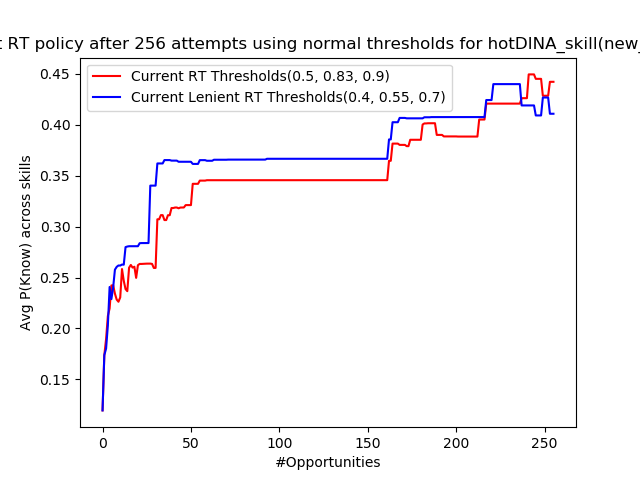 RT policy after 256 attempts using normal thresholds for hotDINA_skill(new_
Current RT Thresholds(0.5, 0.83, 0.9)
Current Lenient RT Thresholds(0.4, 0.55, 0.7)
Avg P(Know) across skills
0.45
0.40
0.35
0.30
0.25
0.20
0.15
0
50
100
150
200
250
#Opportunities